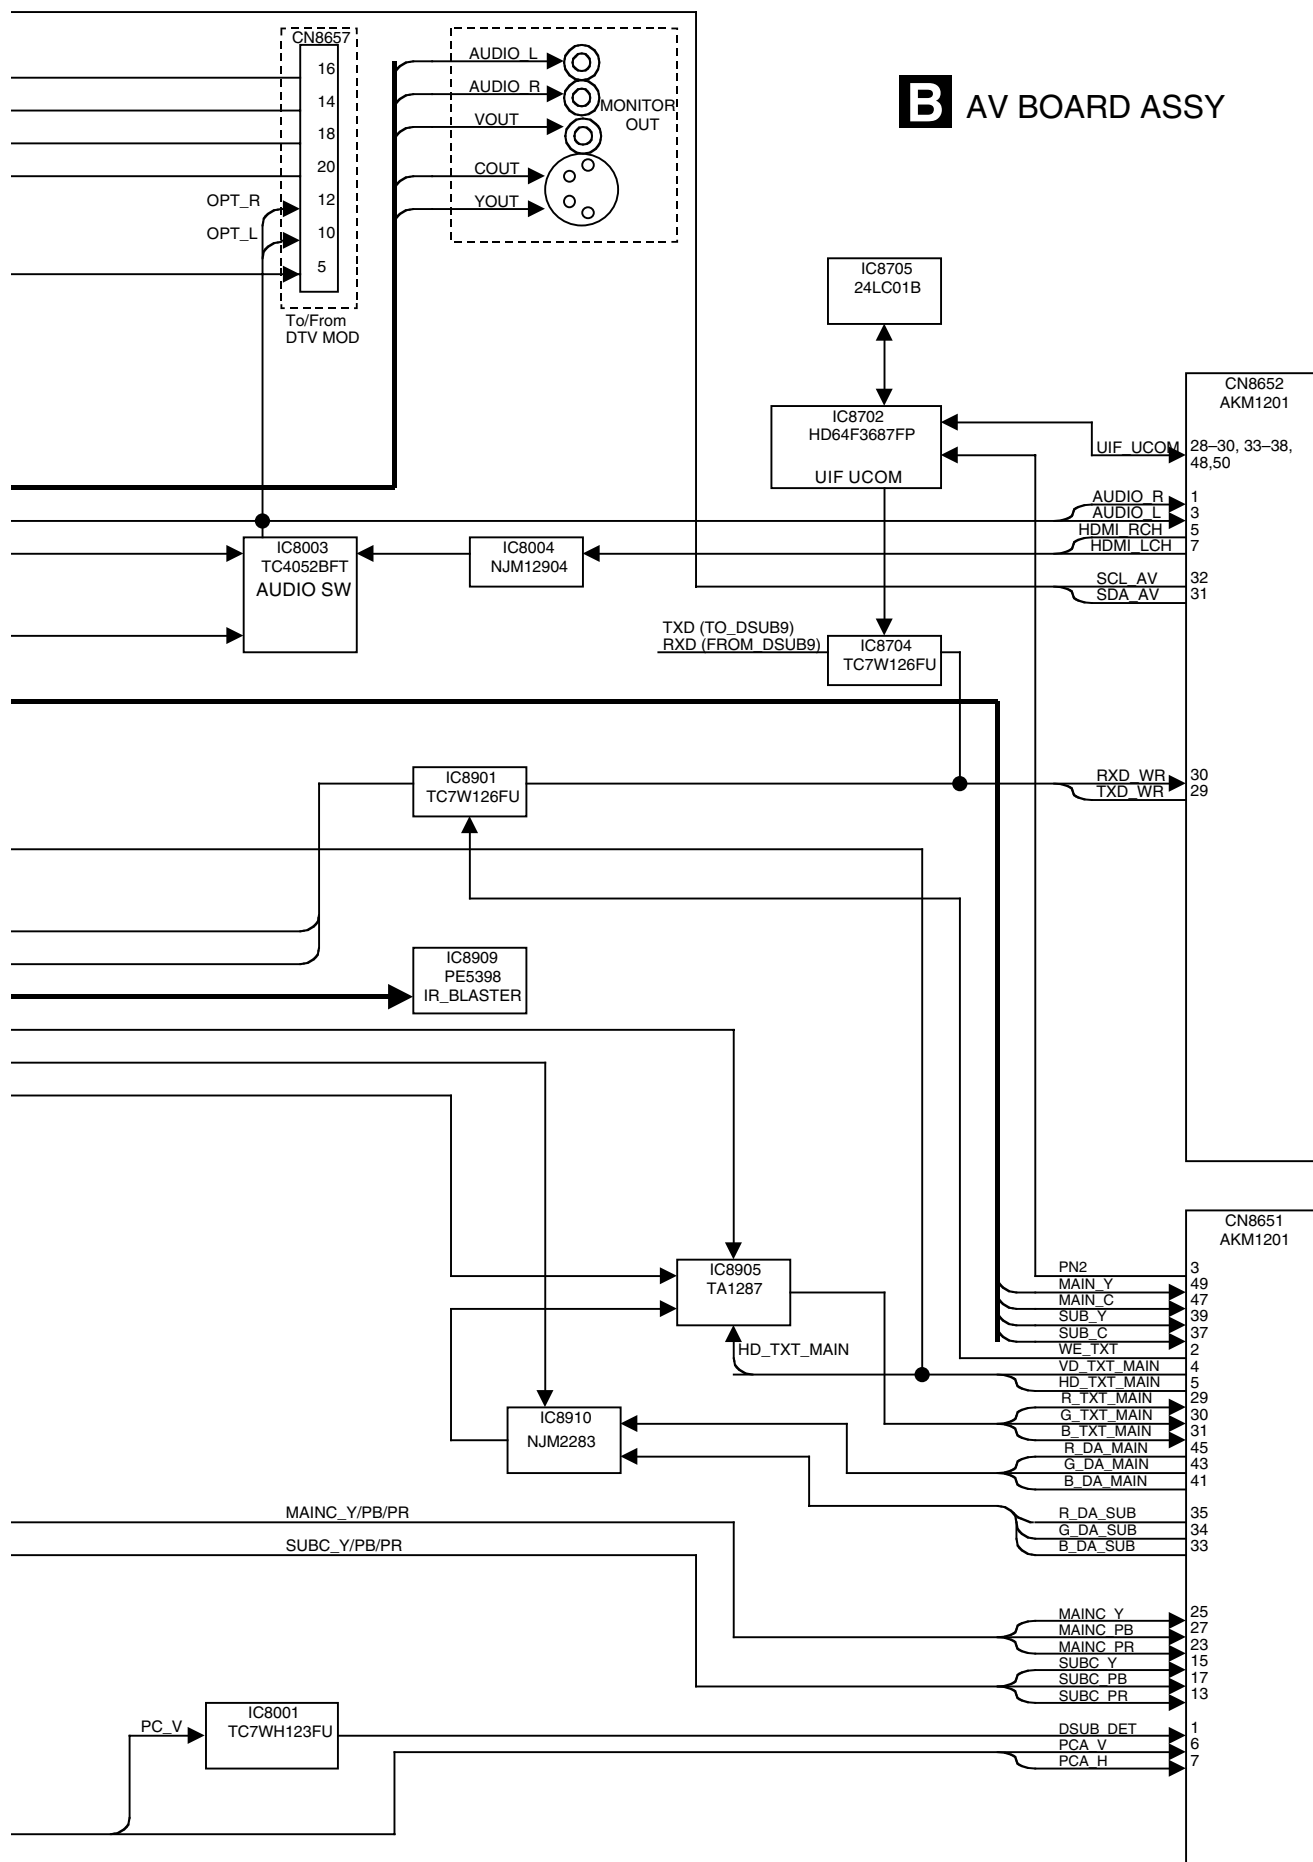 B AV BOARD ASSY
CN8657
16
14
18
20
12
10
5
OPT_R
OPT_L
To/From
DTV MOD
AUDIO_L
AUDIO_R
VOUT
COUT
YOUT
MONITOR
OUT
IC8705
24LC01B
IC8702
HD64F3687FP
UIF UCOM
CN8652
AKM1201
UIF_UCOM
28–30, 33–38,
48,50
AUDIO_R 1
AUDIO_L 3
HDMI_RCH 5
HDMI_LCH 7
SCL_AV 32
SDA_AV 31
IC8003
TC4052BFT
AUDIO SW
IC8004
NJM12904
TXD (TO_DSUB9)
RXD (FROM_DSUB9)
IC8704
TC7W126FU
IC8901
TC7W126FU
RXD_WR 30
TXD_WR 29
IC8909
PE5398
IR_BLASTER
CN8651
AKM1201
IC8905
TA1287
HD_TXT_MAIN
IC8910
NJM2283
PN2 3
MAIN_Y 49
MAIN_C 47
SUB_Y 39
SUB_C 37
WE_TXT 2
VD_TXT_MAIN 4
HD_TXT_MAIN 5
R_TXT_MAIN 29
G_TXT_MAIN 30
B_TXT_MAIN 31
R_DA_MAIN 45
G_DA_MAIN 43
B_DA_MAIN 41
R_DA_SUB 35
G_DA_SUB 34
B_DA_SUB 33
MAINC_Y/PB/PR
SUBC_Y/PB/PR
MAINC_Y 25
MAINC_PB 27
MAINC_PR 23
SUBC_Y 15
SUBC_PB 17
SUBC_PR 13
PC_V
IC8001
TC7WH123FU
DSUB_DET 1
PCA_V 6
PCA_H 7